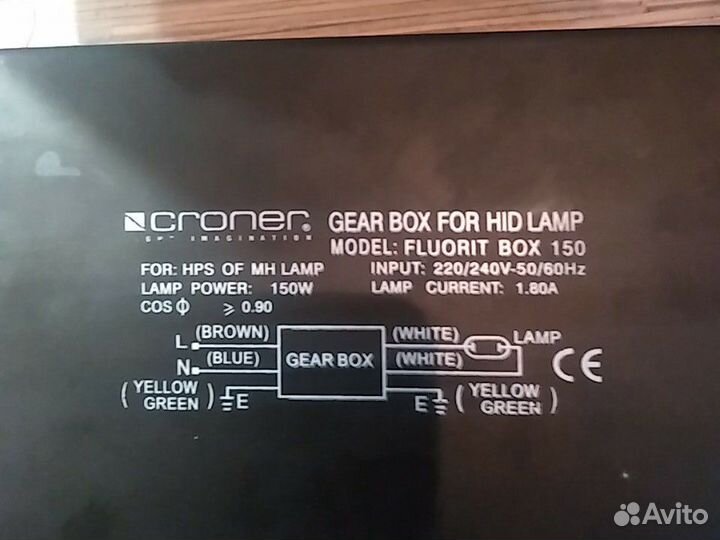 croner®
IMAGINATION
GEAR BOX FOR HID LAMP
MODEL: FLUORIT BOX 150
FOR: HPS OF MH LAMP
INPUT: 220/240V-50/60Hz
LAMP POWER: 150W
LAMP CURRENT: 1.80A
COS Φ ⩾ 0.90
L (BROWN)
(WHITE)
LAMP
N (BLUE)
GEAR BOX
(WHITE)
CE
(YELLOW GREEN) E
E (YELLOW GREEN)
Avito